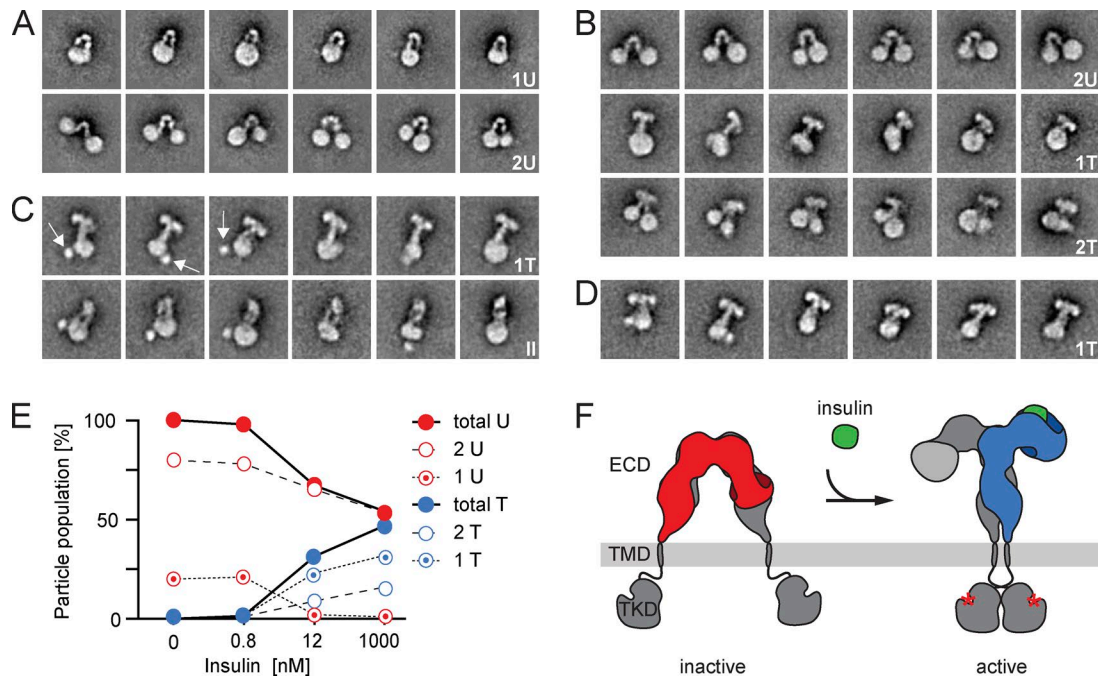 A
1U
2U
B
2U
1T
2T
C
1T
II
D
1T
E
Particle population [%]
100
50
0
0
0.8
12
1000
Insulin [nM]
total U
2 U
1 U
total T
2 T
1 T
F
insulin
ECD
TMD
TKD
inactive
active